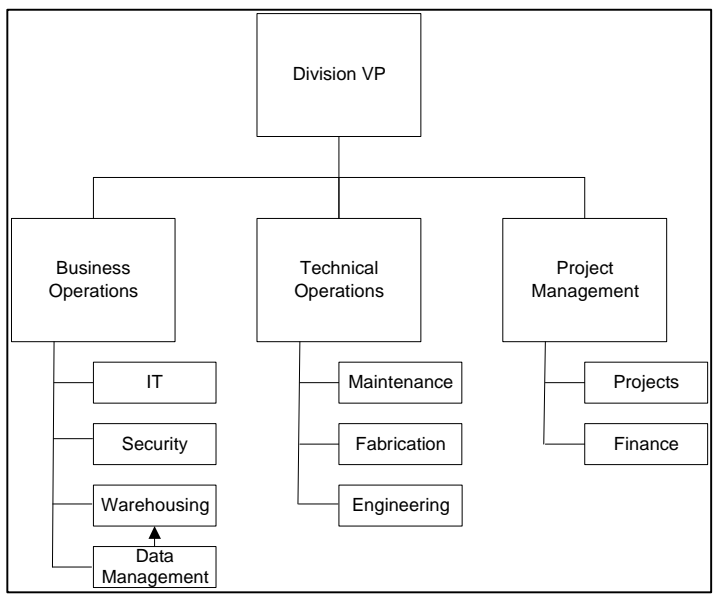 Division VP
Business
Operations
Technical
Operations
Project
Management
IT
Security
Warehousing
Data
Management
Maintenance
Fabrication
Engineering
Projects
Finance